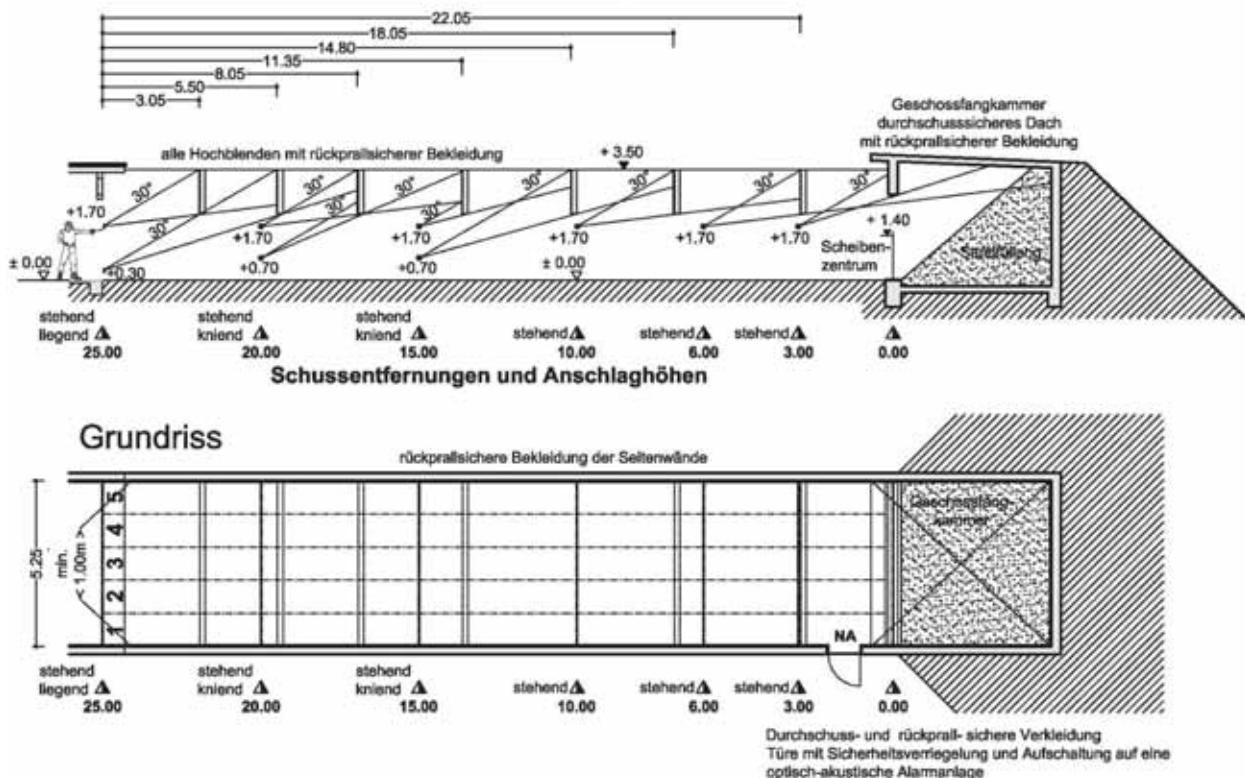 22.05
18.05
14.80
11.35
8.05
5.50
3.05
Geschossfangkammer
durchschusssicheres Dach
mit rückprallsicherer Bekleidung
alle Hochblenden mit rückprallsicherer Bekleidung
+ 3.50
30° 30° 30° 30° 30° 30° 30° 30°
30° 30° 30°
+1.70
+1.70 +1.70 +1.70 +1.70 +1.70
+ 1.40
Scheiben-
zentrum
± 0.00
+0.30
+0.70 +0.70
± 0.00
stehend stehend stehend
liegend kniend kniend stehend stehend stehend
25.00 20.00 15.00 10.00 6.00 3.00 0.00
Schussentfernungen und Anschlaghöhen
Grundriss
rückprallsichere Bekleidung der Seitenwände
5.25
min.
< 1,00m >
5
4
3
2
1
Geschossfang-
kammer
NA
stehend stehend stehend
liegend kniend kniend stehend stehend stehend
25.00 20.00 15.00 10.00 6.00 3.00 0.00
Durchschuss- und rückprall- sichere Verkleidung
Türe mit Sicherheitsverriegelung und Aufschaltung auf eine
optisch-akustische Alarmanlage